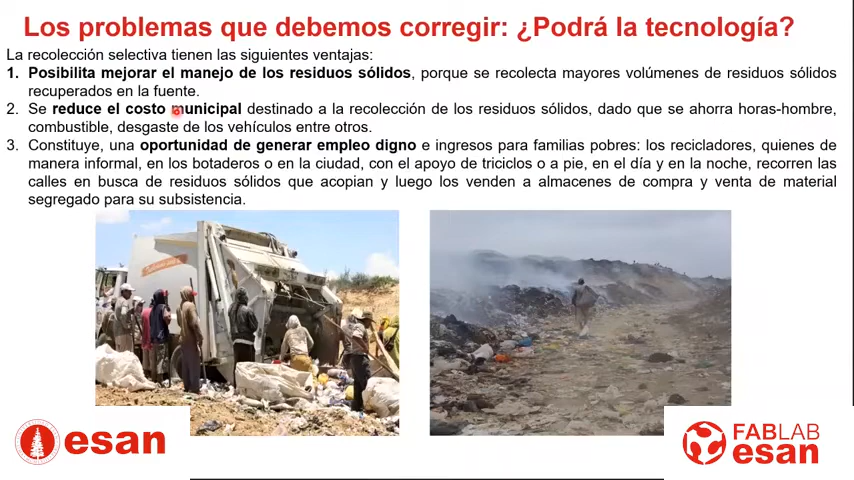 Los problemas que debemos corregir: ¿Podrá la tecnología?
La recolección selectiva tienen las siguientes ventajas:
1. Posibilita mejorar el manejo de los residuos sólidos, porque se recolecta mayores volúmenes de residuos sólidos
recuperados en la fuente.
2. Se reduce el costo municipal destinado a la recolección de los residuos sólidos, dado que se ahorra horas-hombre,
combustible, desgaste de los vehículos entre otros.
3. Constituye, una oportunidad de generar empleo digno e ingresos para familias pobres: los recicladores, quienes de
manera informal, en los botaderos o en la ciudad, con el apoyo de triciclos o a pie, en el día y en la noche, recorren las
calles en busca de residuos sólidos que acopian y luego los venden a almacenes de compra y venta de material
segregado para su subsistencia.
esan
FABLAB
esan